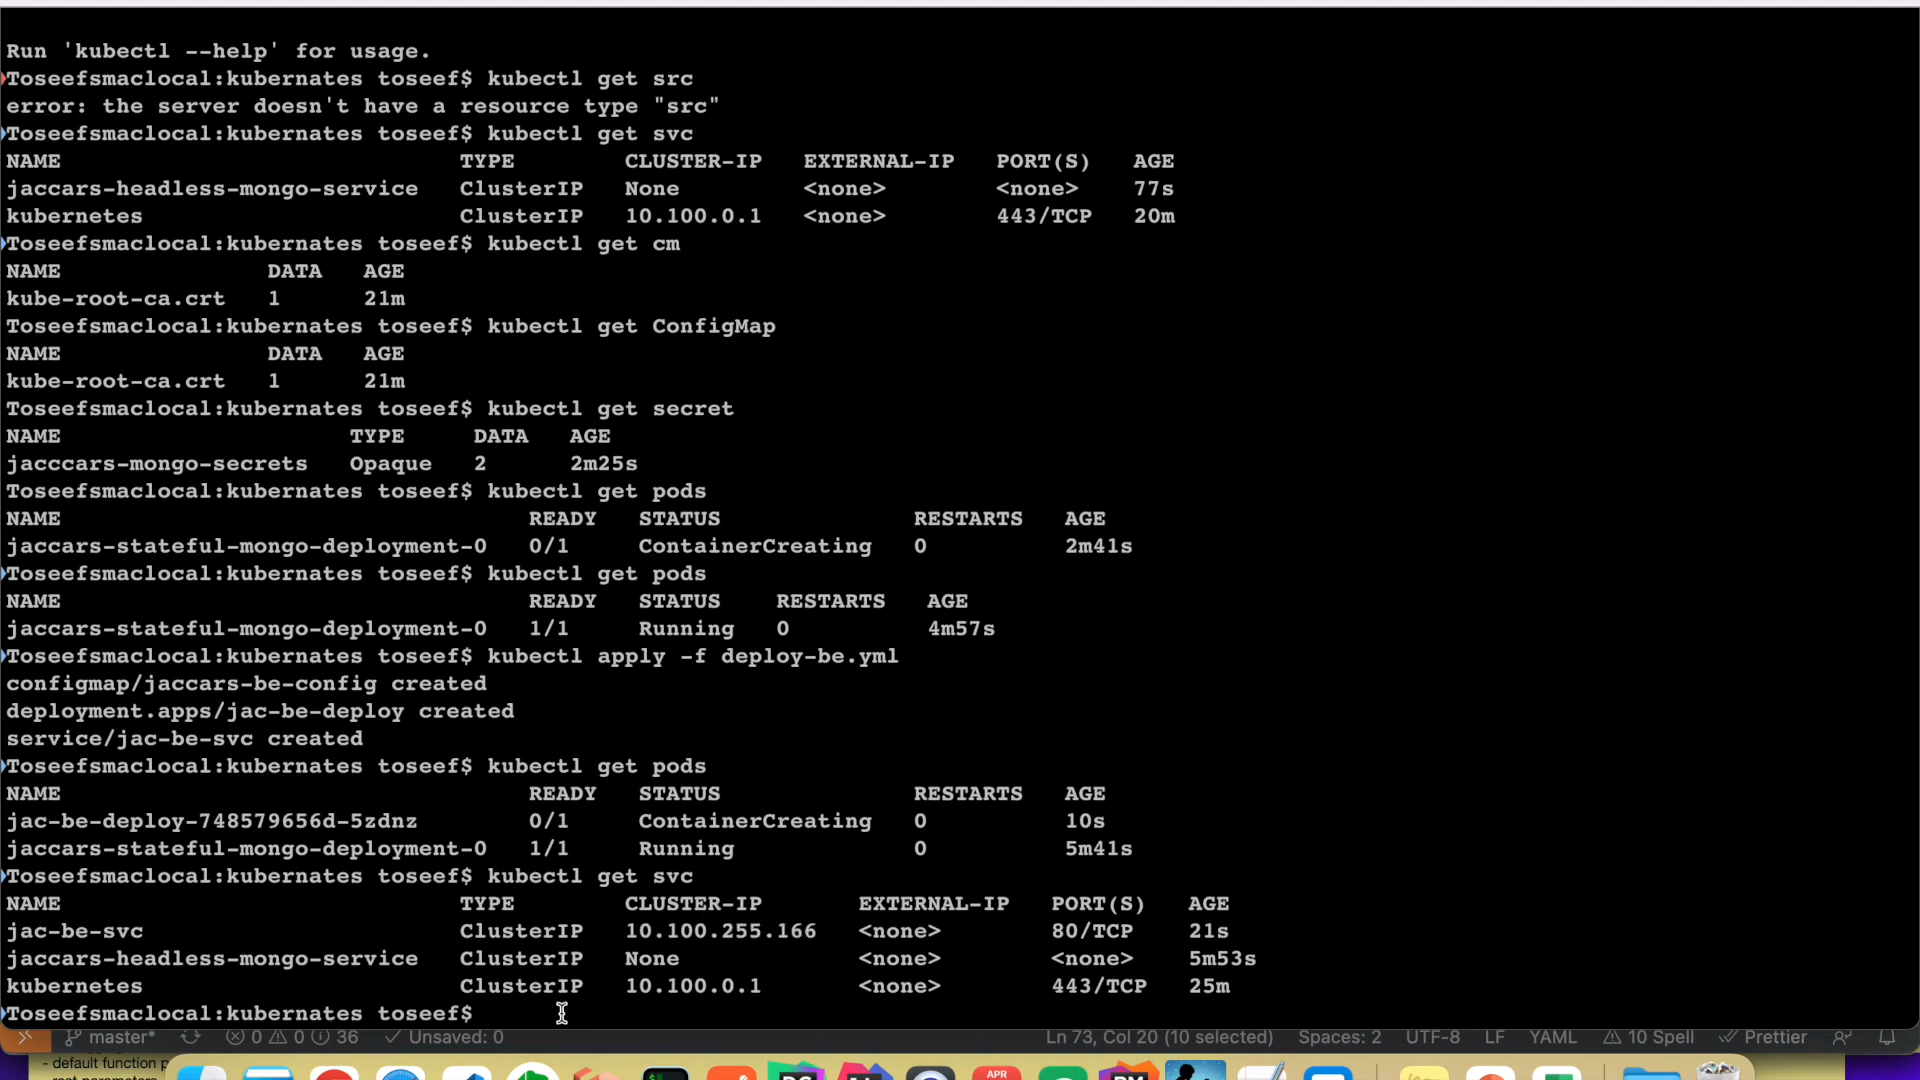 Run 'kubectl --help' for usage.
Toseefsmaclocal:kubernates toseef$ kubectl get src
error: the server doesn't have a resource type "src"
Toseefsmaclocal:kubernates toseef$ kubectl get svc
NAME TYPE CLUSTER-IP EXTERNAL-IP PORT(S) AGE
jaccars-headless-mongo-service ClusterIP None <none> <none> 77s
kubernetes ClusterIP 10.100.0.1 <none> 443/TCP 20m
Toseefsmaclocal:kubernates toseef$ kubectl get cm
NAME DATA AGE
kube-root-ca.crt 1 21m
Toseefsmaclocal:kubernates toseef$ kubectl get ConfigMap
NAME DATA AGE
kube-root-ca.crt 1 21m
Toseefsmaclocal:kubernates toseef$ kubectl get secret
NAME TYPE DATA AGE
jacccars-mongo-secrets Opaque 2 2m25s
Toseefsmaclocal:kubernates toseef$ kubectl get pods
NAME READY STATUS RESTARTS AGE
jaccars-stateful-mongo-deployment-0 0/1 ContainerCreating 0 2m41s
Toseefsmaclocal:kubernates toseef$ kubectl get pods
NAME READY STATUS RESTARTS AGE
jaccars-stateful-mongo-deployment-0 1/1 Running 0 4m57s
Toseefsmaclocal:kubernates toseef$ kubectl apply -f deploy-be.yml
configmap/jaccars-be-config created
deployment.apps/jac-be-deploy created
service/jac-be-svc created
Toseefsmaclocal:kubernates toseef$ kubectl get pods
NAME READY STATUS RESTARTS AGE
jac-be-deploy-748579656d-5zdnz 0/1 ContainerCreating 0 10s
jaccars-stateful-mongo-deployment-0 1/1 Running 0 5m41s
Toseefsmaclocal:kubernates toseef$ kubectl get svc
NAME TYPE CLUSTER-IP EXTERNAL-IP PORT(S) AGE
jac-be-svc ClusterIP 10.100.255.166 <none> 80/TCP 21s
jaccars-headless-mongo-service ClusterIP None <none> <none> 5m53s
kubernetes ClusterIP 10.100.0.1 <none> 443/TCP 25m
Toseefsmaclocal:kubernates toseef$
master* 0 0 36 Unsaved: 0 Ln 73, Col 20 (10 selected) Spaces: 2 UTF-8 LF YAML 10 Spell Prettier
- default function p
APR